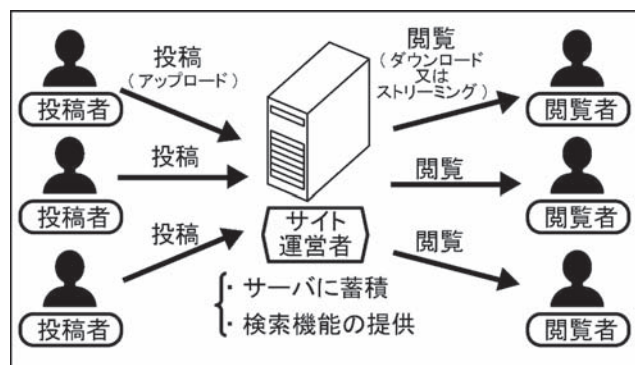 投稿
（アップロード）
投稿者
投稿
投稿者
投稿
投稿者
サイト
運営者
・サーバに蓄積
・検索機能の提供
閲覧
（ダウンロード
又は
ストリーミング）
閲覧者
閲覧
閲覧者
閲覧
閲覧者